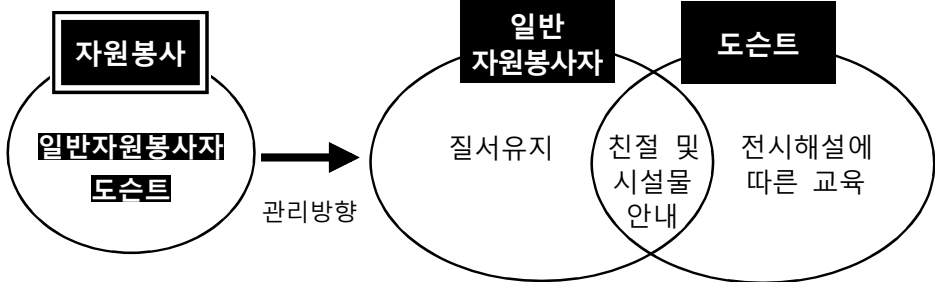 자원봉사
일반자원봉사자
도슨트
관리방향
일반
자원봉사자
도슨트
질서유지
친절 및
시설물
안내
전시해설에
따른 교육